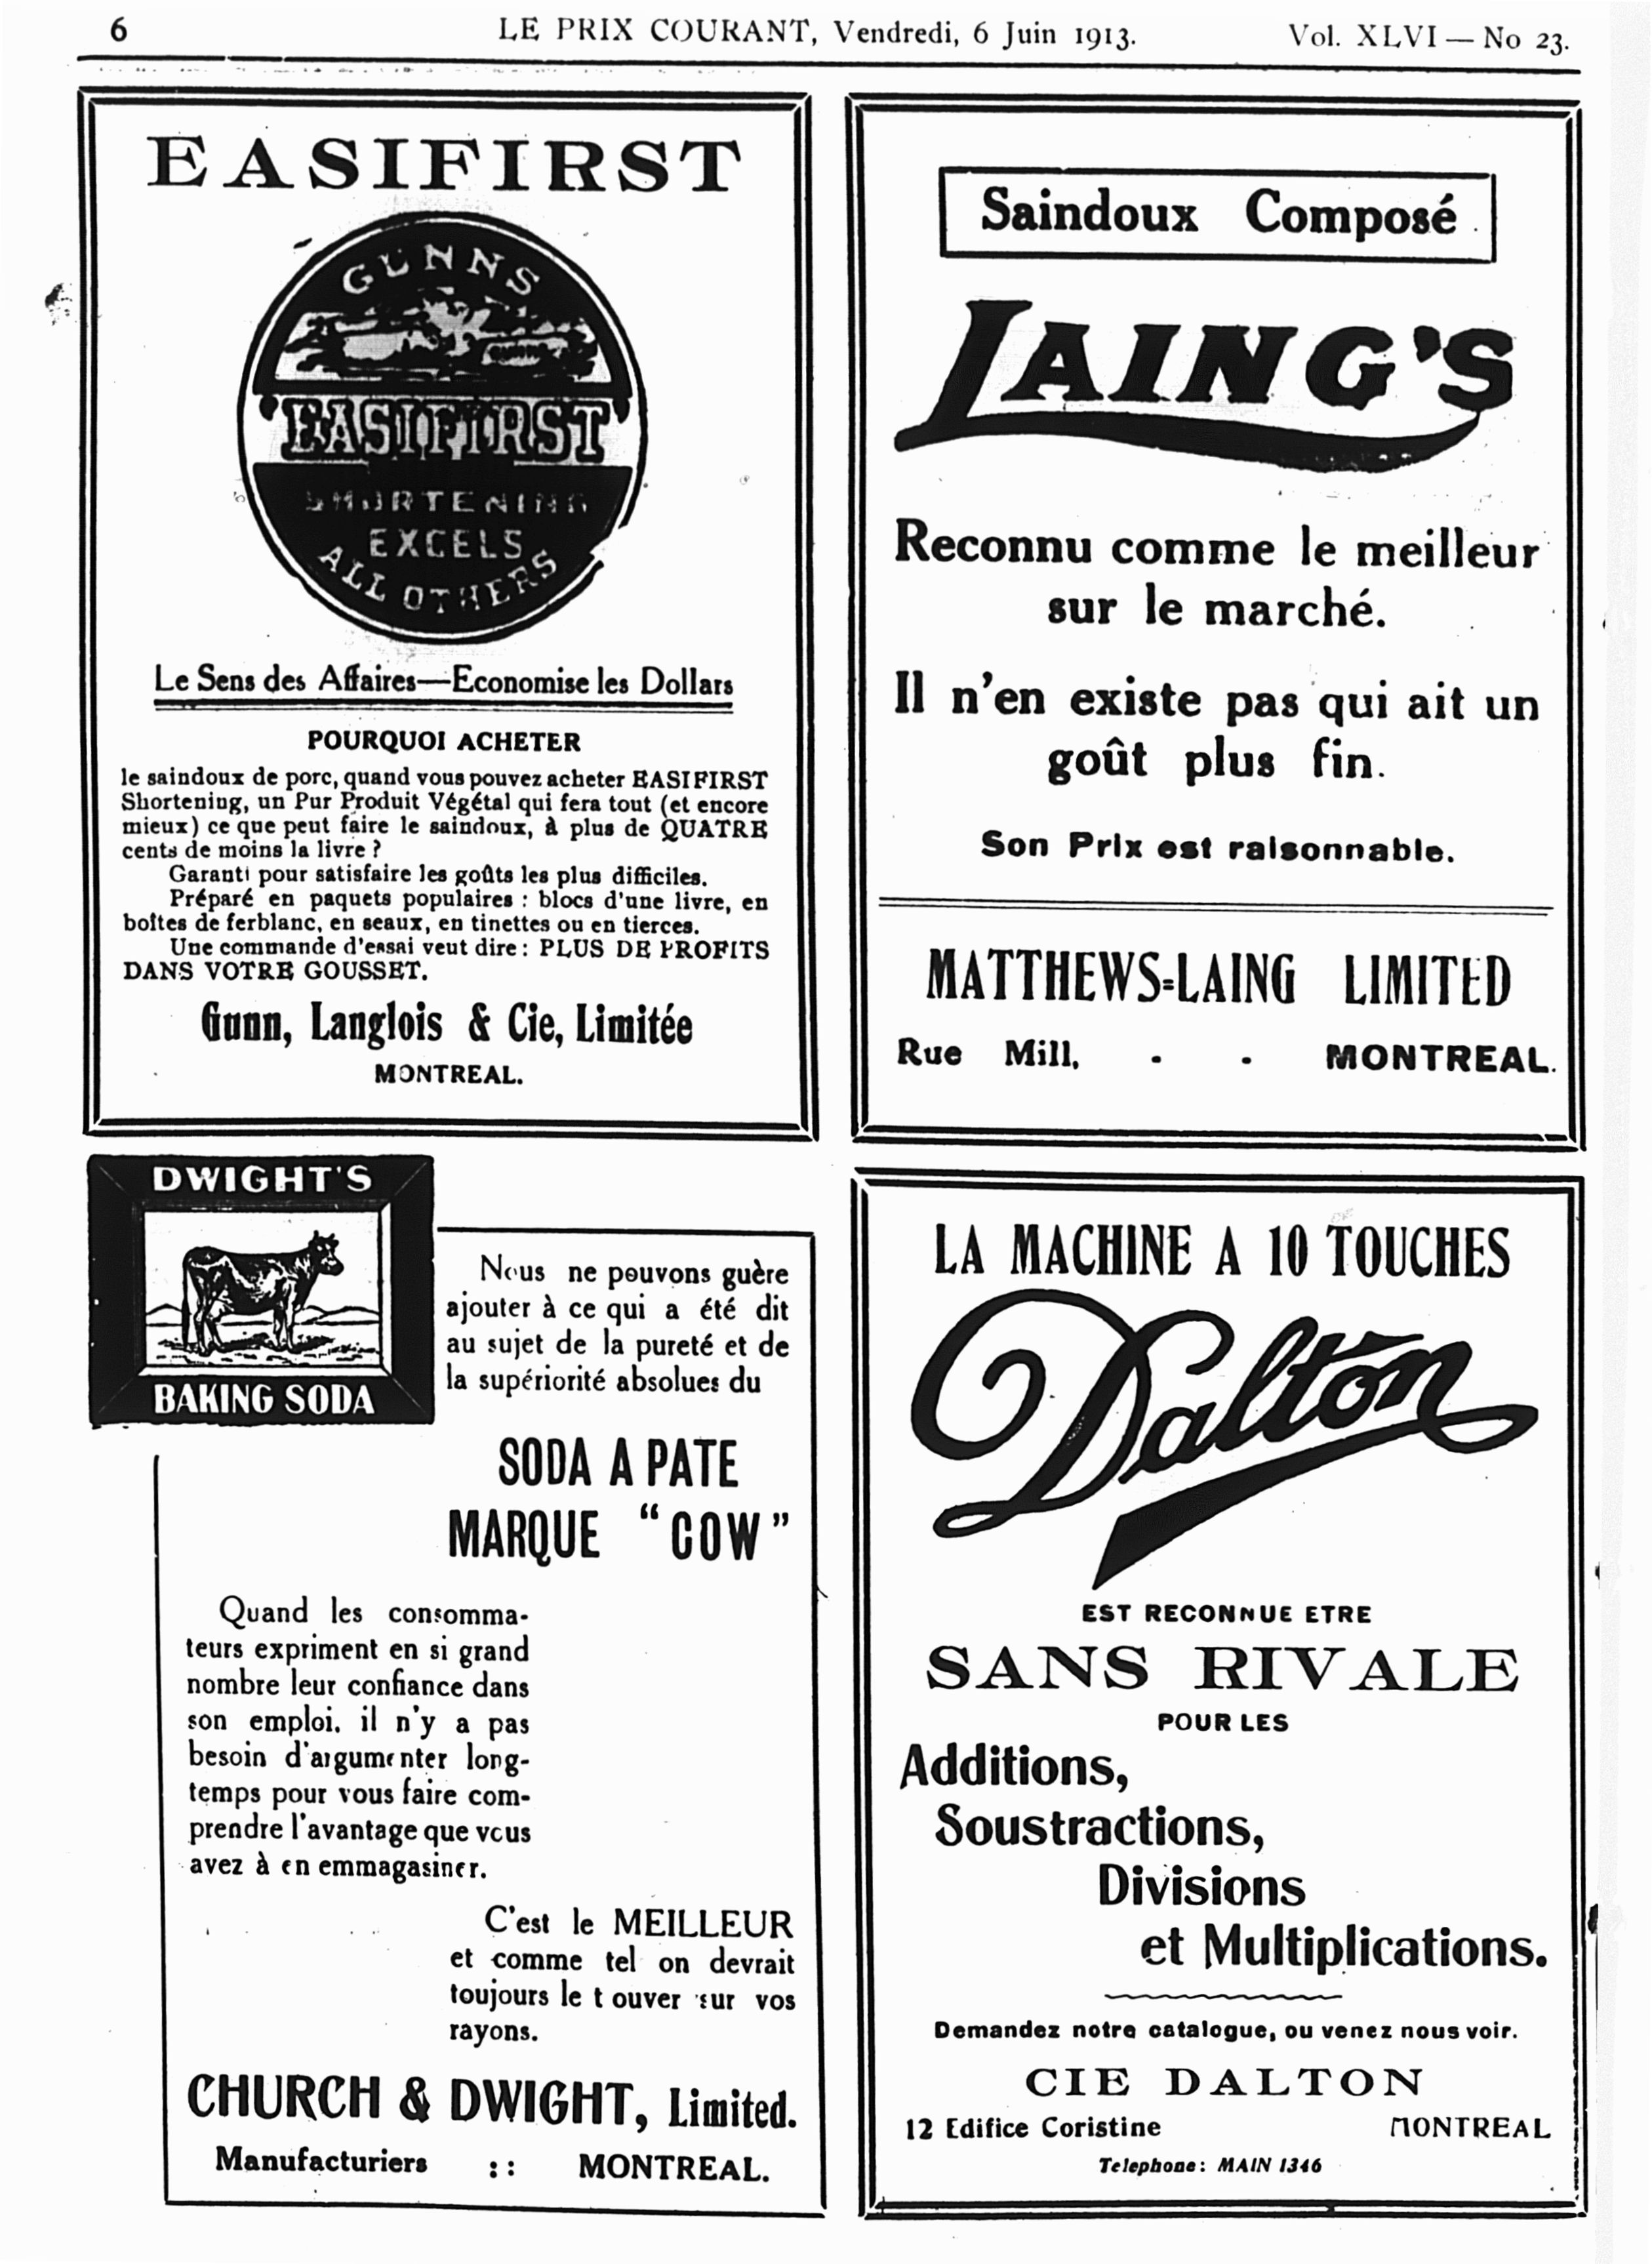 6
LE PRIX COURANT, Vendredi, 6 Juin 1913.
Vol. XLVI — No 23.
EASIFIRST
GUNNS
EASIFIRST
SHORTENING
EXCELS
ALL OTHERS
Le Sens des Affaires—Economise les Dollars
POURQUOI ACHETER
le saindoux de porc, quand vous pouvez acheter EASIFIRST
Shortening, un Pur Produit Végétal qui fera tout (et encore
mieux) ce que peut faire le saindoux, à plus de QUATRE
cents de moins la livre ?
Garanti pour satisfaire les goûts les plus difficiles.
Préparé en paquets populaires : blocs d'une livre, en
boîtes de ferblanc, en seaux, en tinettes ou en tierces.
Une commande d'essai veut dire : PLUS DE PROFITS
DANS VOTRE GOUSSET.
Gunn, Langlois & Cie, Limitée
MONTREAL.
Saindoux Composé
LAING'S
Reconnu comme le meilleur
sur le marché.
Il n'en existe pas qui ait un
goût plus fin.
Son Prix est raisonnable.
MATTHEWS-LAING LIMITED
Rue Mill, - - MONTREAL.
DWIGHT'S
BAKING SODA
Nous ne pouvons guère
ajouter à ce qui a été dit
au sujet de la pureté et de
la supériorité absolues du
SODA A PATE
MARQUE "COW"
Quand les consomma-
teurs expriment en si grand
nombre leur confiance dans
son emploi, il n'y a pas
besoin d'argumenter long-
temps pour vous faire com-
prendre l'avantage que vous
avez à en emmagasiner.
C'est le MEILLEUR
et comme tel on devrait
toujours le trouver sur vos
rayons.
CHURCH & DWIGHT, Limited.
Manufacturiers :: MONTREAL.
LA MACHINE A 10 TOUCHES
Dalton
EST RECONNUE ETRE
SANS RIVALE
POUR LES
Additions,
Soustractions,
Divisions
et Multiplications.
Demandez notre catalogue, ou venez nous voir.
CIE DALTON
12 Edifice Coristine MONTREAL
Telephone: MAIN 1346